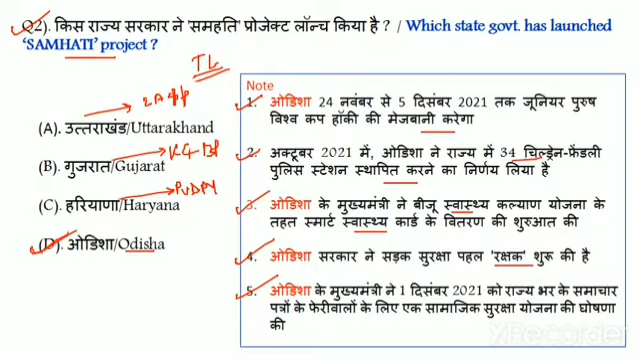 Q2). किस राज्य सरकार ने 'समहति' प्रोजेक्ट लॉन्च किया है ? / Which state govt. has launched
'SAMHATI' project ?
TL
(A). उत्तराखंड/Uttarakhand
(B). गुजरात/Gujarat
(C). हरियाणा/Haryana
(D). ओडिशा/Odisha
Note
1. ओडिशा 24 नवंबर से 5 दिसंबर 2021 तक जूनियर पुरुष
विश्व कप हॉकी की मेजबानी करेगा
2. अक्टूबर 2021 में, ओडिशा ने राज्य में 34 चिल्ड्रेन-फ्रेंडली
पुलिस स्टेशन स्थापित करने का निर्णय लिया है
3. ओडिशा के मुख्यमंत्री ने बीजू स्वास्थ्य कल्याण योजना के
तहत स्मार्ट स्वास्थ्य कार्ड के वितरण की शुरुआत की
4. ओडिशा सरकार ने सड़क सुरक्षा पहल 'रक्षक' शुरू की है
5. ओडिशा के मुख्यमंत्री ने 1 दिसंबर 2021 को राज्य भर के समाचार
पत्रों के फेरीवालों के लिए एक सामाजिक सुरक्षा योजना की घोषणा
की
XRecorder